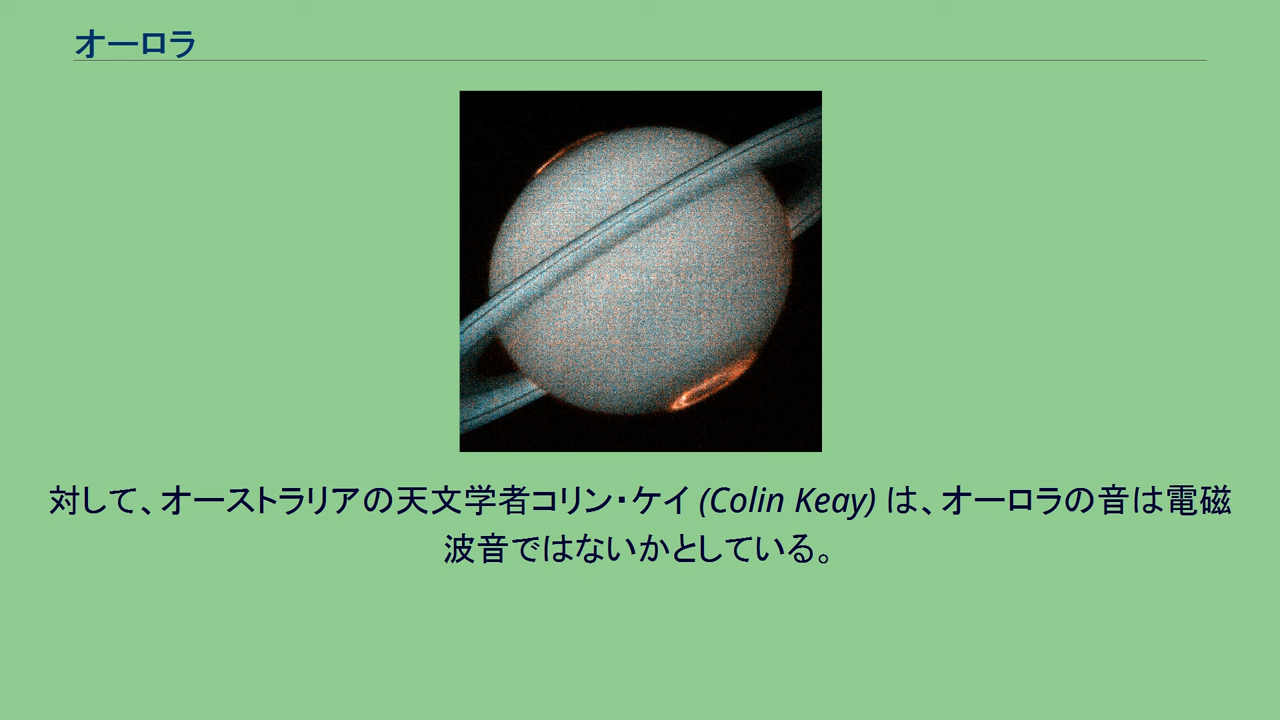 オーロラ
対して、オーストラリアの天文学者コリン・ケイ (Colin Keay) は、オーロラの音は電磁
波音ではないかとしている。